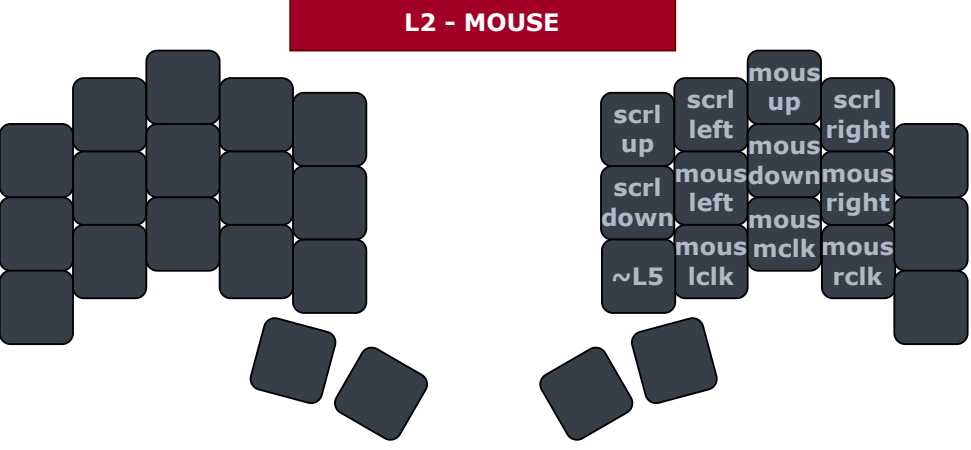 L2 - MOUSE
scrl
up
scrl
left
mous
up
scrl
right
scrl
down
mous
left
mous
down
mous
right
~L5
mous
lclk
mous
mclk
mous
rclk